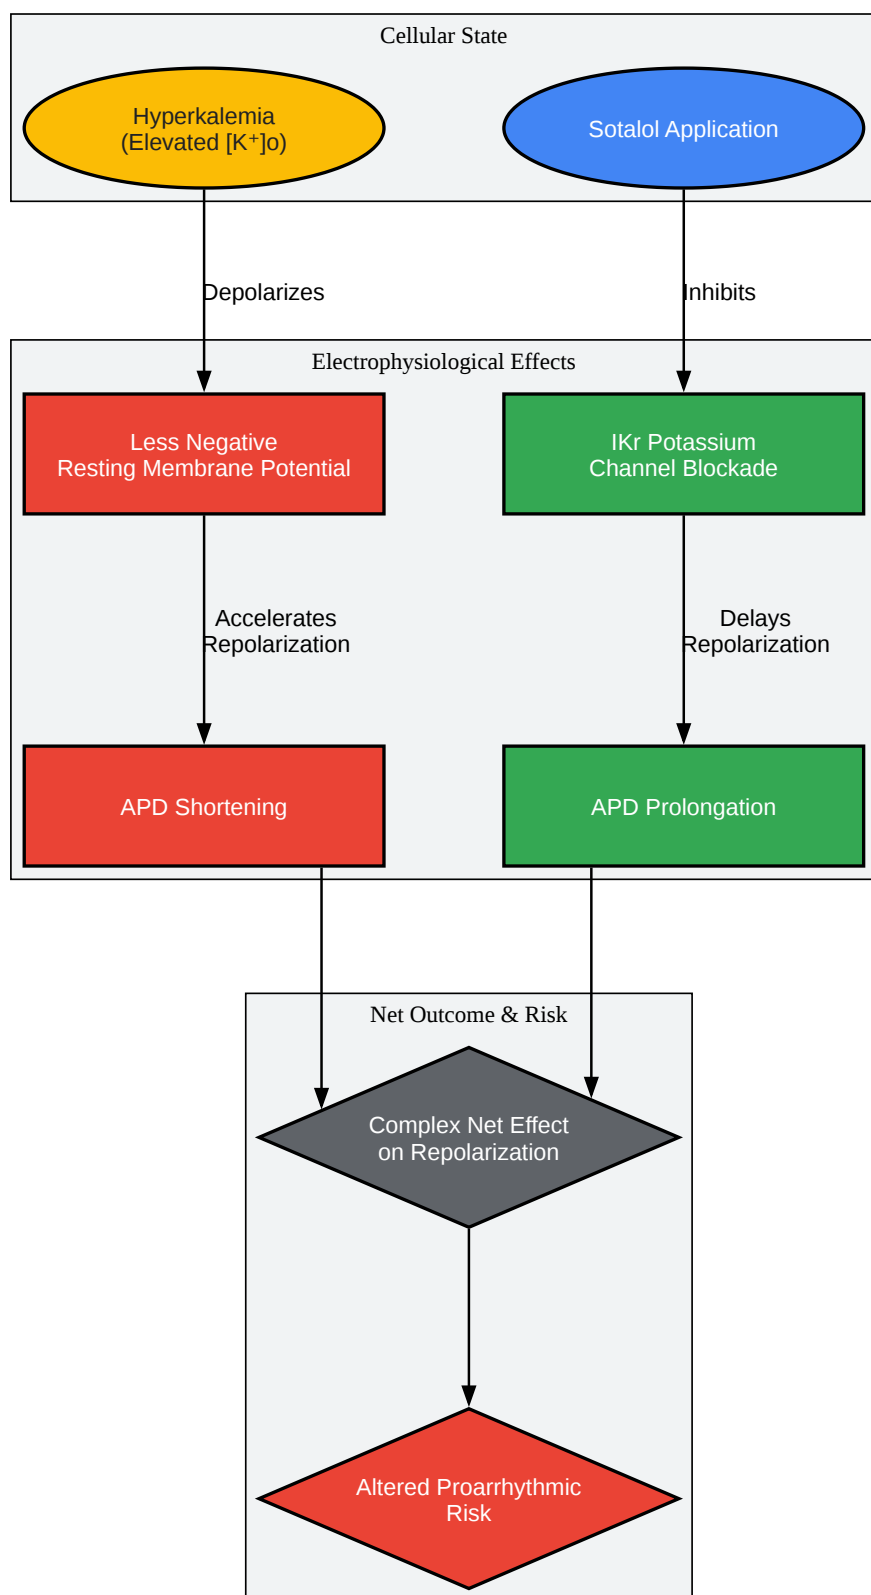 Cellular State
Hyperkalemia
(Elevated [K⁺]o)
Sotalol Application
Depolarizes
Inhibits
Electrophysiological Effects
Less Negative
Resting Membrane Potential
IKr Potassium
Channel Blockade
Accelerates
Repolarization
Delays
Repolarization
APD Shortening
APD Prolongation
Net Outcome & Risk
Complex Net Effect
on Repolarization
Altered Proarrhythmic
Risk